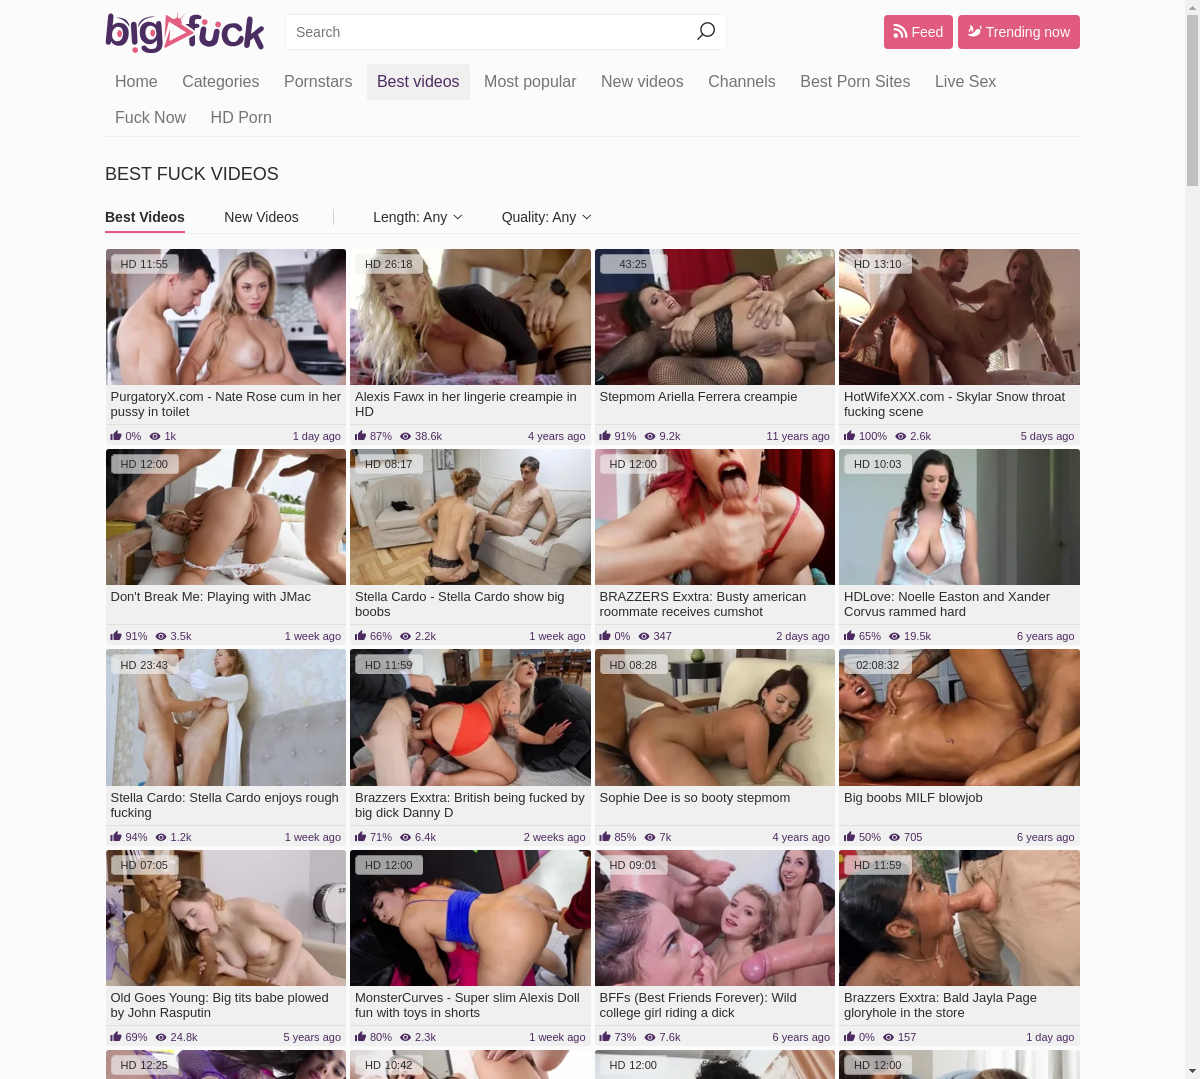 bigfuck
Search
Feed
Trending now
Home Categories Pornstars Best videos Most popular New videos Channels Best Porn Sites Live Sex
Fuck Now HD Porn
BEST FUCK VIDEOS
Best Videos New Videos Length: Any Quality: Any
HD 11:55
HD 26:18
43:25
HD 13:10
PurgatoryX.com - Nate Rose cum in her
pussy in toilet
0% 1k 1 day ago
Alexis Fawx in her lingerie creampie in
HD
87% 38.6k 4 years ago
Stepmom Ariella Ferrera creampie
91% 9.2k 11 years ago
HotWifeXXX.com - Skylar Snow throat
fucking scene
100% 2.6k 5 days ago
HD 12:00
HD 08:17
HD 12:00
HD 10:03
Don't Break Me: Playing with JMac
91% 3.5k 1 week ago
Stella Cardo - Stella Cardo show big
boobs
66% 2.2k 1 week ago
BRAZZERS Exxtra: Busty american
roommate receives cumshot
0% 347 2 days ago
HDLove: Noelle Easton and Xander
Corvus rammed hard
65% 19.5k 6 years ago
HD 23:43
HD 11:59
HD 08:28
02:08:32
Stella Cardo: Stella Cardo enjoys rough
fucking
94% 1.2k 1 week ago
Brazzers Exxtra: British being fucked by
big dick Danny D
71% 6.4k 2 weeks ago
Sophie Dee is so booty stepmom
85% 7k 4 years ago
Big boobs MILF blowjob
50% 705 6 years ago
HD 07:05
HD 12:00
HD 09:01
HD 11:59
Old Goes Young: Big tits babe plowed
by John Rasputin
69% 24.8k 5 years ago
MonsterCurves - Super slim Alexis Doll
fun with toys in shorts
80% 2.3k 1 week ago
BFFs (Best Friends Forever): Wild
college girl riding a dick
73% 7.6k 6 years ago
Brazzers Exxtra: Bald Jayla Page
gloryhole in the store
0% 157 1 day ago
HD 12:25
HD 10:42
HD 12:00
HD 12:00